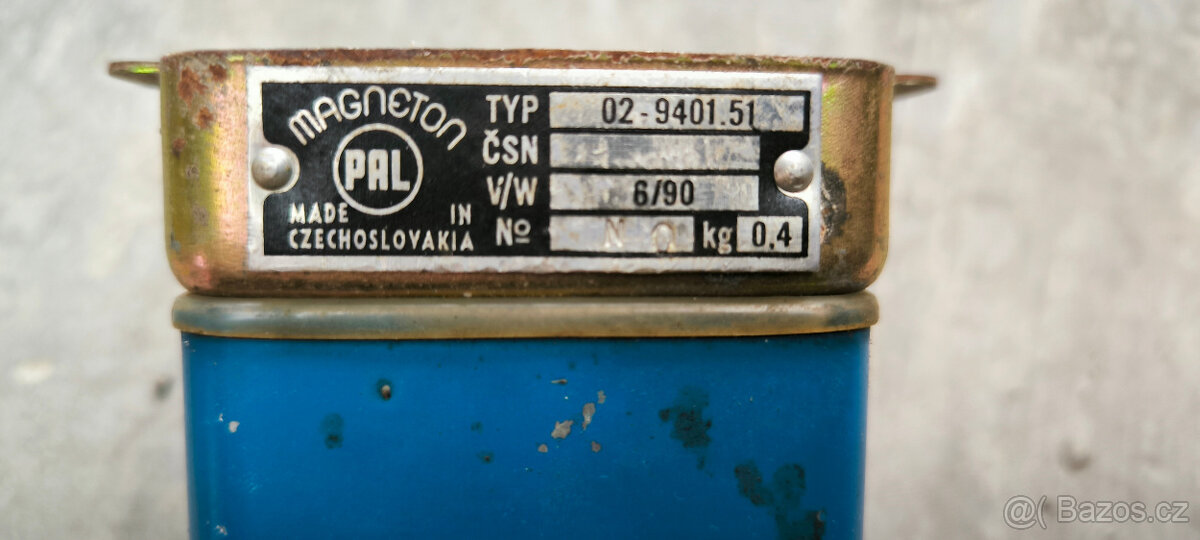 MAGNETON
PAL
MADE IN
CZECHOSLOVAKIA
TYP 02-9401.51
ČSN
V/W 6/90
No N O kg 0,4
@ Bazos.cz